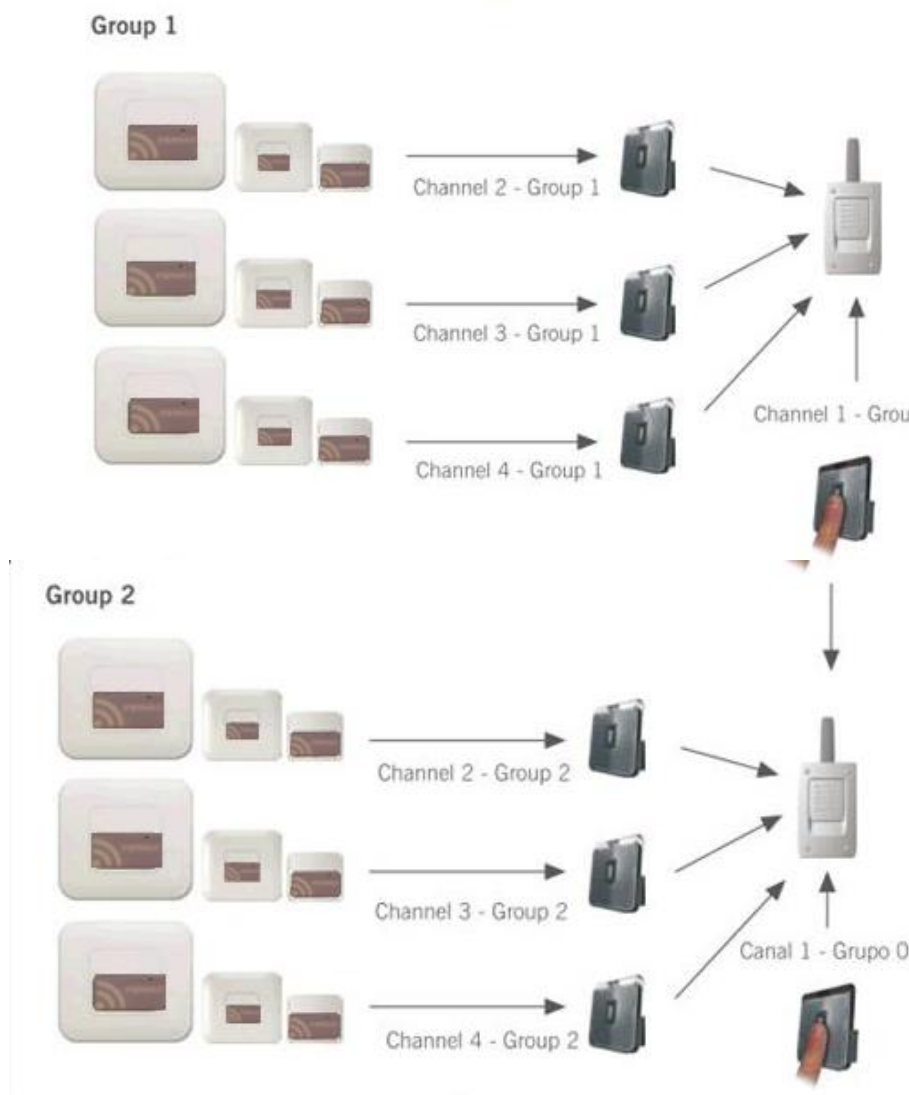 Group 1
Channel 2 - Group 1
Channel 3 - Group 1
Channel 4 - Group 1
Channel 1 - Grou
Group 2
Channel 2 - Group 2
Channel 3 - Group 2
Canal 1 - Grupo 0
Channel 4 - Group 2